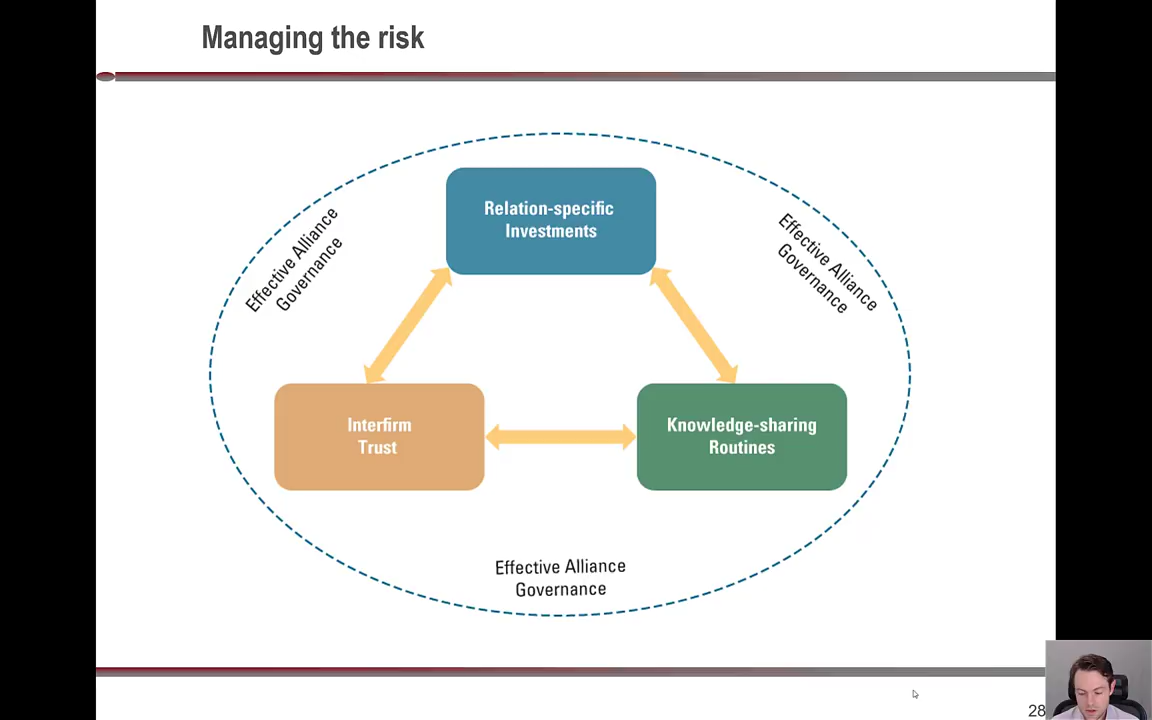 Managing the risk
Relation-specific
Investments
Effective Alliance
Governance
Effective Alliance
Governance
Interfirm
Trust
Knowledge-sharing
Routines
Effective Alliance
Governance
28